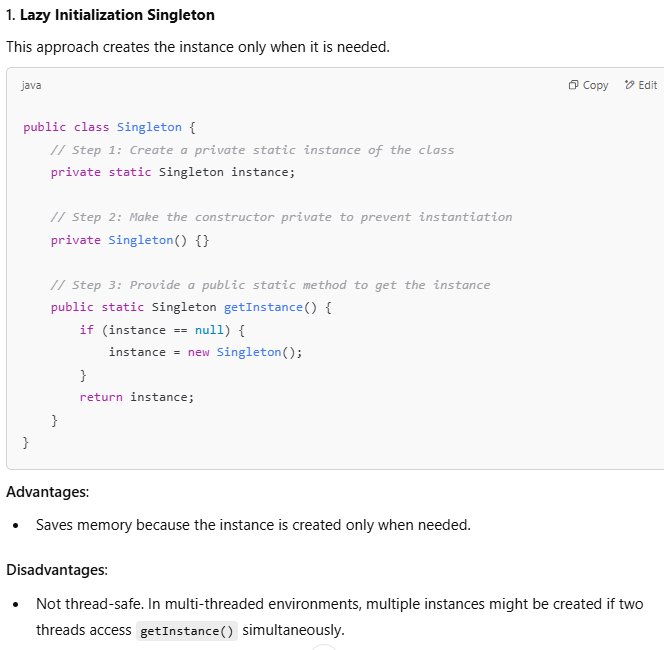 1. Lazy Initialization Singleton
This approach creates the instance only when it is needed.
java Copy Edit
public class Singleton {
    // Step 1: Create a private static instance of the class
    private static Singleton instance;
    // Step 2: Make the constructor private to prevent instantiation
    private Singleton() {}
    // Step 3: Provide a public static method to get the instance
    public static Singleton getInstance() {
        if (instance == null) {
            instance = new Singleton();
        }
        return instance;
    }
}
Advantages:
• Saves memory because the instance is created only when needed.
Disadvantages:
• Not thread-safe. In multi-threaded environments, multiple instances might be created if two
threads access getInstance() simultaneously.